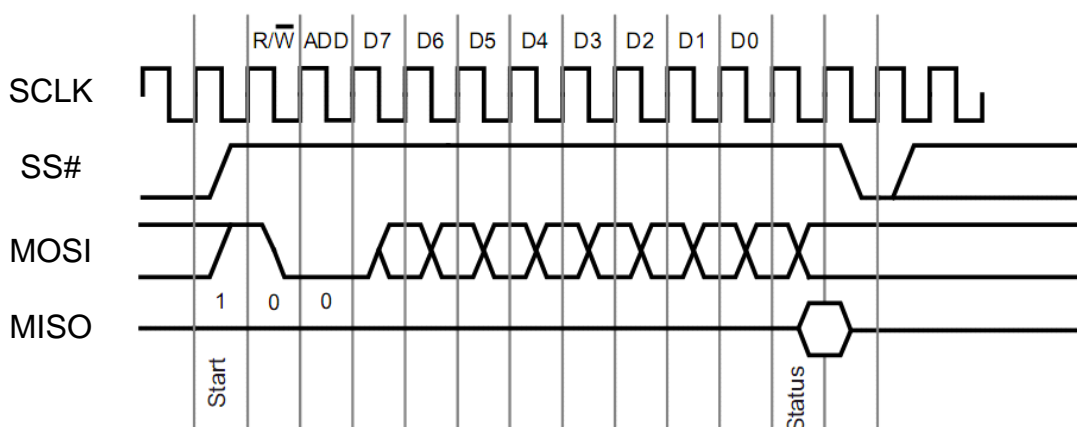 R/W̅ ADD D7 D6 D5 D4 D3 D2 D1 D0
SCLK
SS#
MOSI
1 0 0
MISO
Start
Status